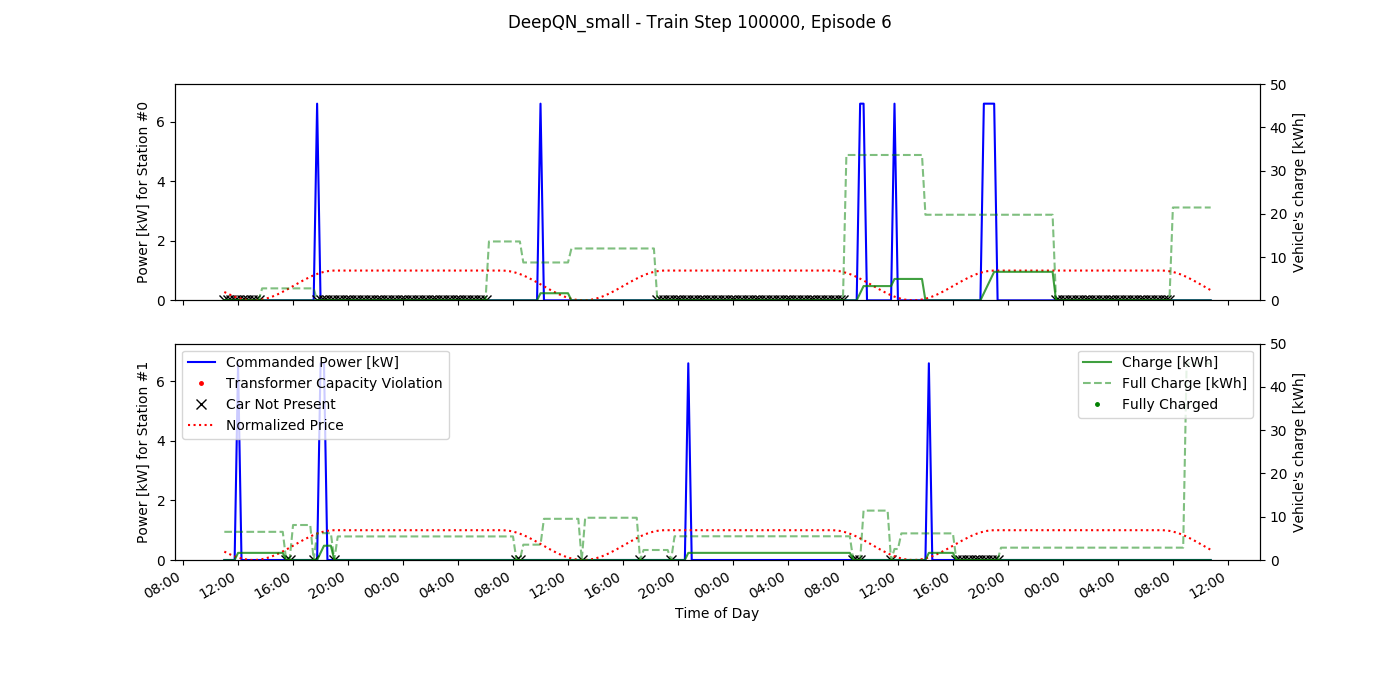 DeepQN_small - Train Step 100000, Episode 6
Power [kW] for Station #0
6
4
2
0
50
40
30
20
10
0
Vehicle's charge [kWh]
Power [kW] for Station #1
6
4
2
0
Commanded Power [kW]
Transformer Capacity Violation
Car Not Present
Normalized Price
Charge [kWh]
Full Charge [kWh]
Fully Charged
50
40
30
20
10
0
Vehicle's charge [kWh]
08:00 12:00 16:00 20:00 00:00 04:00 08:00 12:00 16:00 20:00 00:00 04:00 08:00 12:00 16:00 20:00 00:00 04:00 08:00 12:00
Time of Day